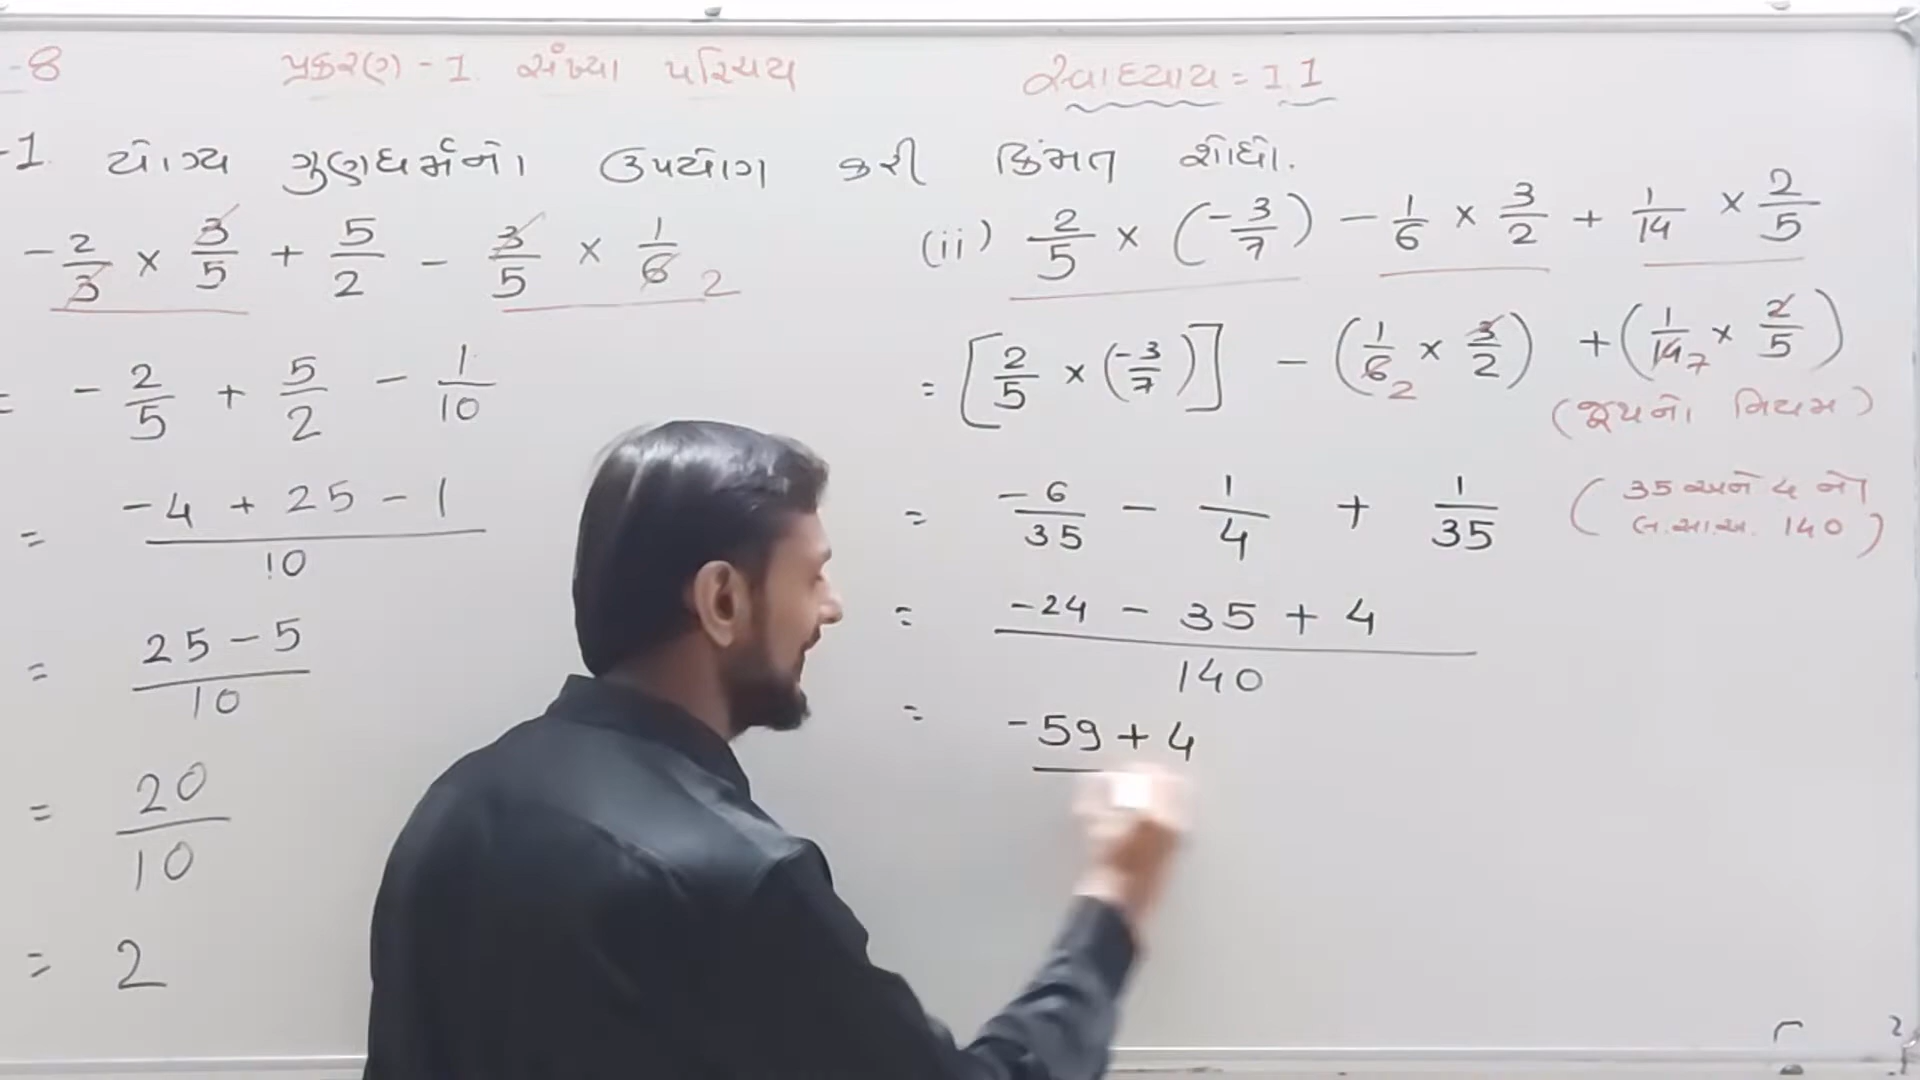 -8 પ્રકરણ - 1 સંખ્યા પરિચય સ્વાધ્યાય = 1.1
-1. યોગ્ય ગુણધર્મનો ઉપયોગ કરી કિંમત શોધો.
-2/3 × 3/5 + 5/2 - 3/5 × 1/6 2
= -2/5 + 5/2 - 1/10
= (-4 + 25 - 1)/10
= (25 - 5)/10
= 20/10
= 2
(ii) 2/5 × (-3/7) - 1/6 × 3/2 + 1/14 × 2/5
= [2/5 × (-3/7)] - (1/6 2 × 3/2) + (1/14 7 × 2/5)
(જૂથનો નિયમ)
= -6/35 - 1/4 + 1/35 (35 અને 4 નો
લ.સા.અ. 140)
= (-24 - 35 + 4)/140
= -59 + 4